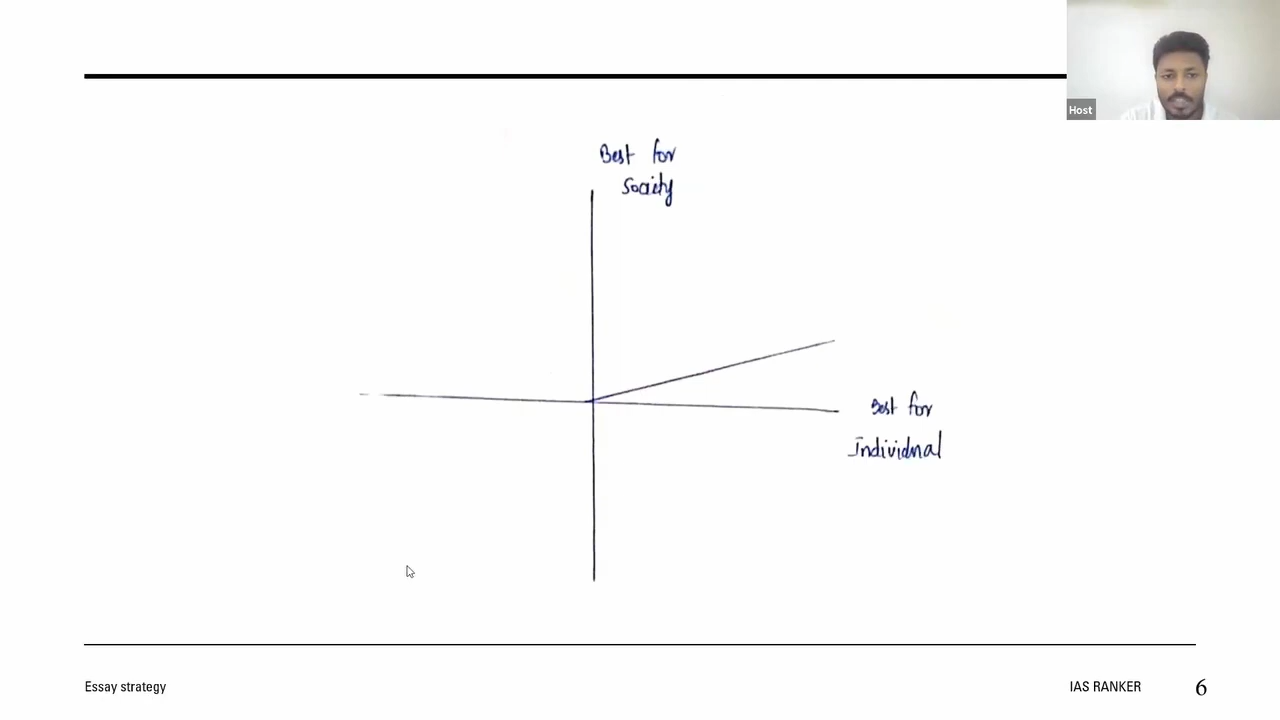 Host
Best for
Society
Best for
Individual
Essay strategy
IAS RANKER
6